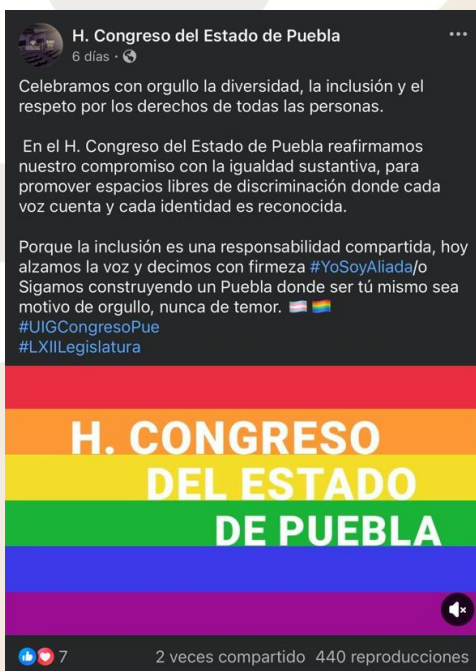 H. Congreso del Estado de Puebla
6 días ·
Celebramos con orgullo la diversidad, la inclusión y el
respeto por los derechos de todas las personas.
En el H. Congreso del Estado de Puebla reafirmamos
nuestro compromiso con la igualdad sustantiva, para
promover espacios libres de discriminación donde cada
voz cuenta y cada identidad es reconocida.
Porque la inclusión es una responsabilidad compartida, hoy
alzamos la voz y decimos con firmeza #YoSoyAliada/o
Sigamos construyendo un Puebla donde ser tú mismo sea
motivo de orgullo, nunca de temor.
#UIGCongresoPue
#LXIILegislatura
H. CONGRESO
DEL ESTADO
DE PUEBLA
7
2 veces compartido 440 reproducciones